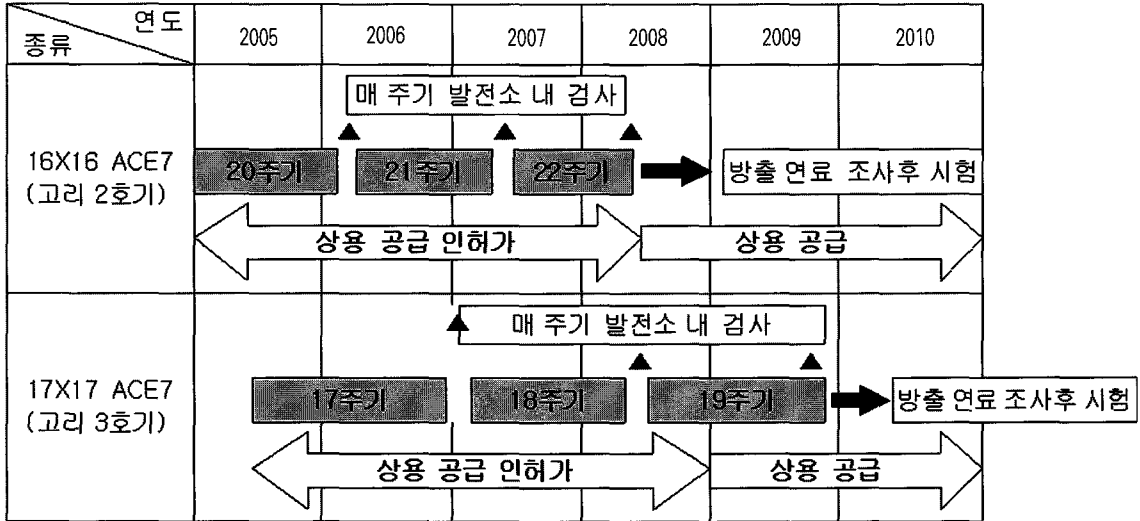 연도
종류
2005 2006 2007 2008 2009 2010
매 주기 발전소 내 검사
16X16 ACE7
(고리 2호기)
20주기 21주기 22주기
방출 연료 조사후 시험
상용 공급 인허가 상용 공급
매 주기 발전소 내 검사
17X17 ACE7
(고리 3호기)
17주기 18주기 19주기
방출 연료 조사후 시험
상용 공급 인허가 상용 공급